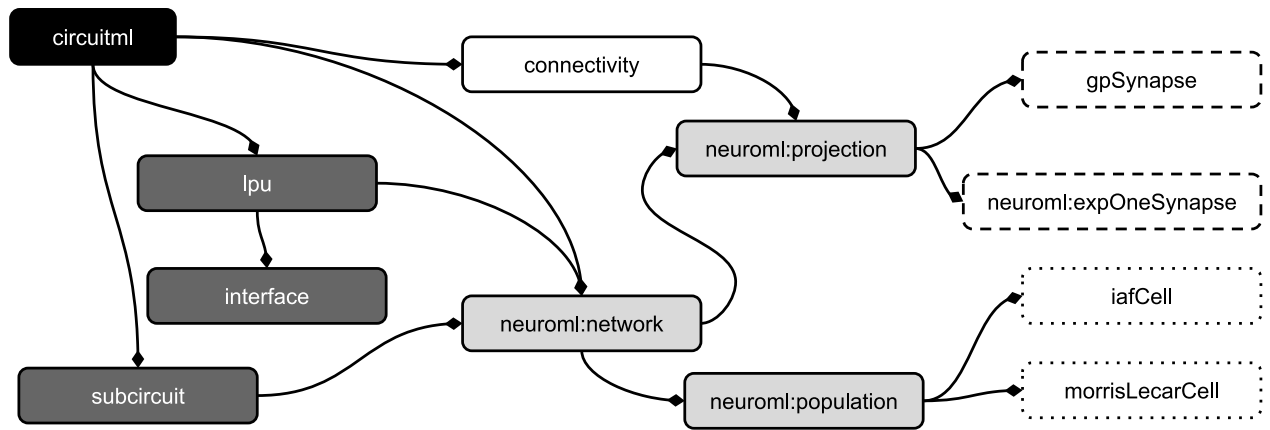 circuitml
connectivity
gpSynapse
neuroml:projection
lpu
neuroml:expOneSynapse
interface
iafCell
neuroml:network
subcircuit
neuroml:population
morrisLecarCell